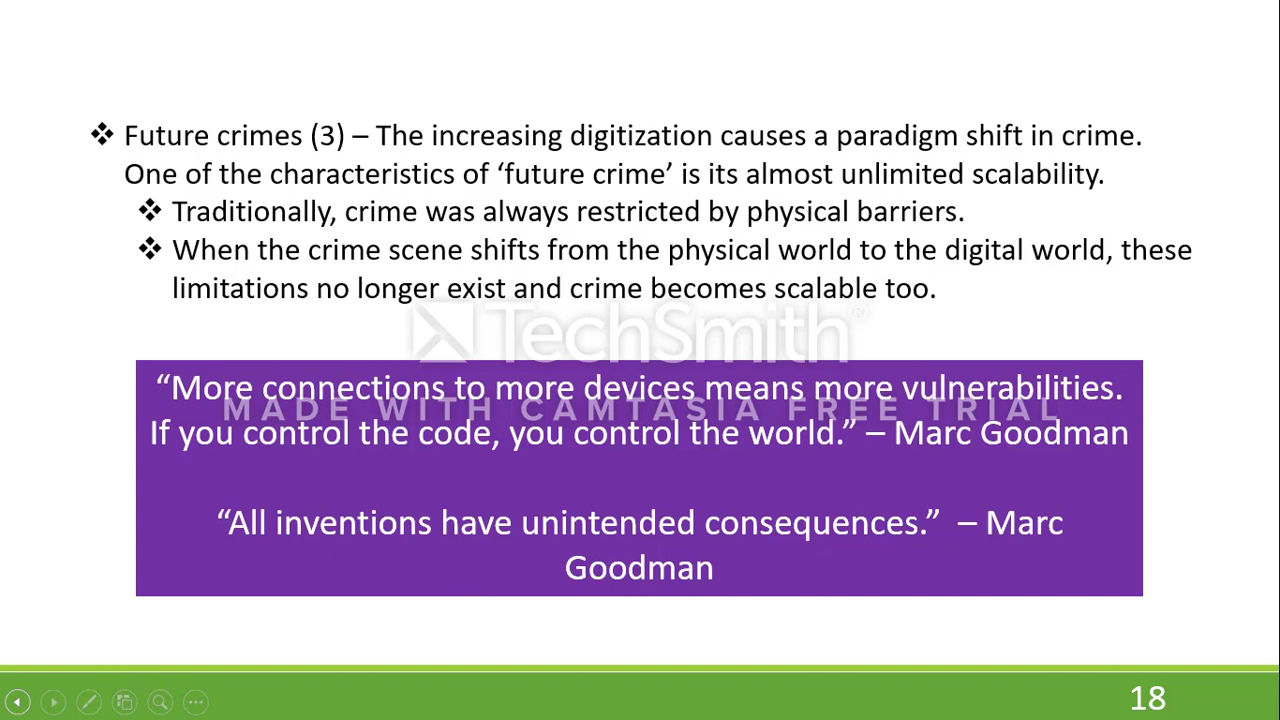 ❖ Future crimes (3) – The increasing digitization causes a paradigm shift in crime.
One of the characteristics of ‘future crime’ is its almost unlimited scalability.
❖ Traditionally, crime was always restricted by physical barriers.
❖ When the crime scene shifts from the physical world to the digital world, these
limitations no longer exist and crime becomes scalable too.
TechSmith®
“More connections to more devices means more vulnerabilities.
MADE WITH CAMTASIA FREE TRIAL
If you control the code, you control the world.” – Marc Goodman
“All inventions have unintended consequences.” – Marc
Goodman
18